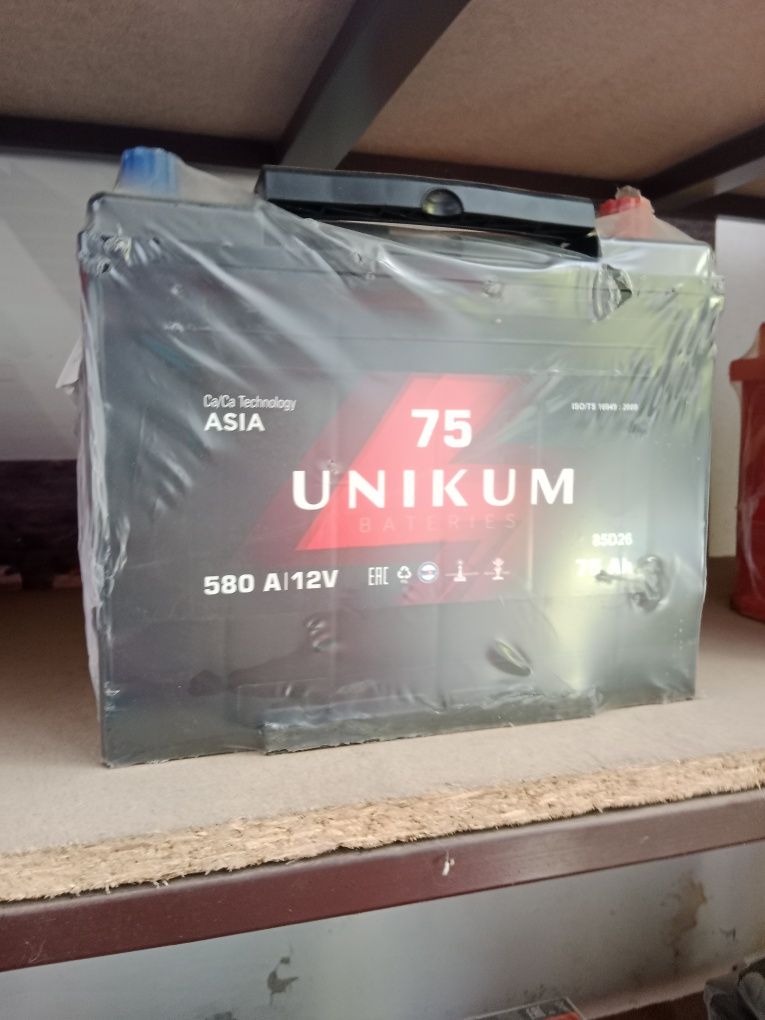 Ca/Ca Technology
ASIA
75
ISO/TS 16949 : 2009
UNIKUM
BATERIES
85D26
580 A|12V
EAC
75 Ah